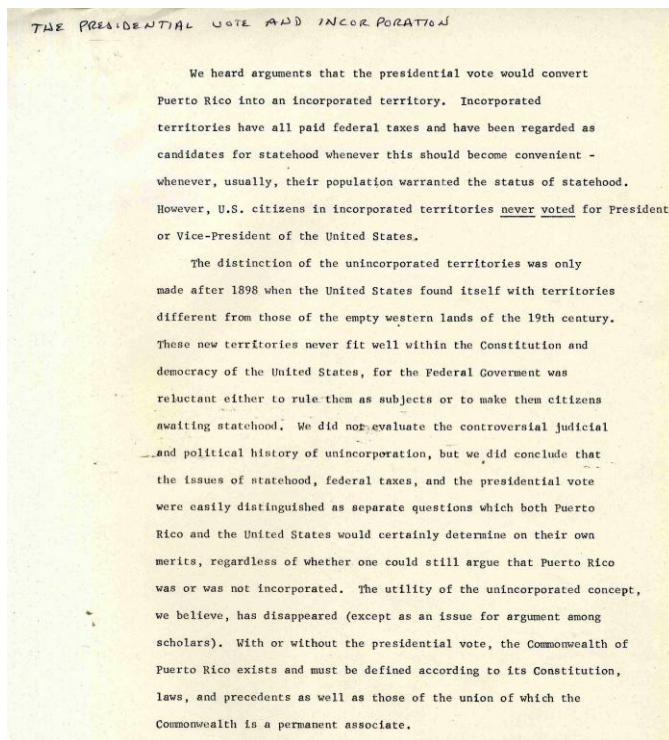 THE PRESIDENTIAL VOTE AND INCORPORATION
We heard arguments that the presidential vote would convert
Puerto Rico into an incorporated territory. Incorporated
territories have all paid federal taxes and have been regarded as
candidates for statehood whenever this should become convenient -
whenever, usually, their population warranted the status of statehood.
However, U.S. citizens in incorporated territories never voted for President
or Vice-President of the United States.
The distinction of the unincorporated territories was only
made after 1898 when the United States found itself with territories
different from those of the empty western lands of the 19th century.
These new territories never fit well within the Constitution and
democracy of the United States, for the Federal Goverment was
reluctant either to rule them as subjects or to make them citizens
awaiting statehood. We did not evaluate the controversial judicial
and political history of unincorporation, but we did conclude that
the issues of statehood, federal taxes, and the presidential vote
were easily distinguished as separate questions which both Puerto
Rico and the United States would certainly determine on their own
merits, regardless of whether one could still argue that Puerto Rico
was or was not incorporated. The utility of the unincorporated concept,
we believe, has disappeared (except as an issue for argument among
scholars). With or without the presidential vote, the Commonwealth of
Puerto Rico exists and must be defined according to its Constitution,
laws, and precedents as well as those of the union of which the
Commonwealth is a permanent associate.